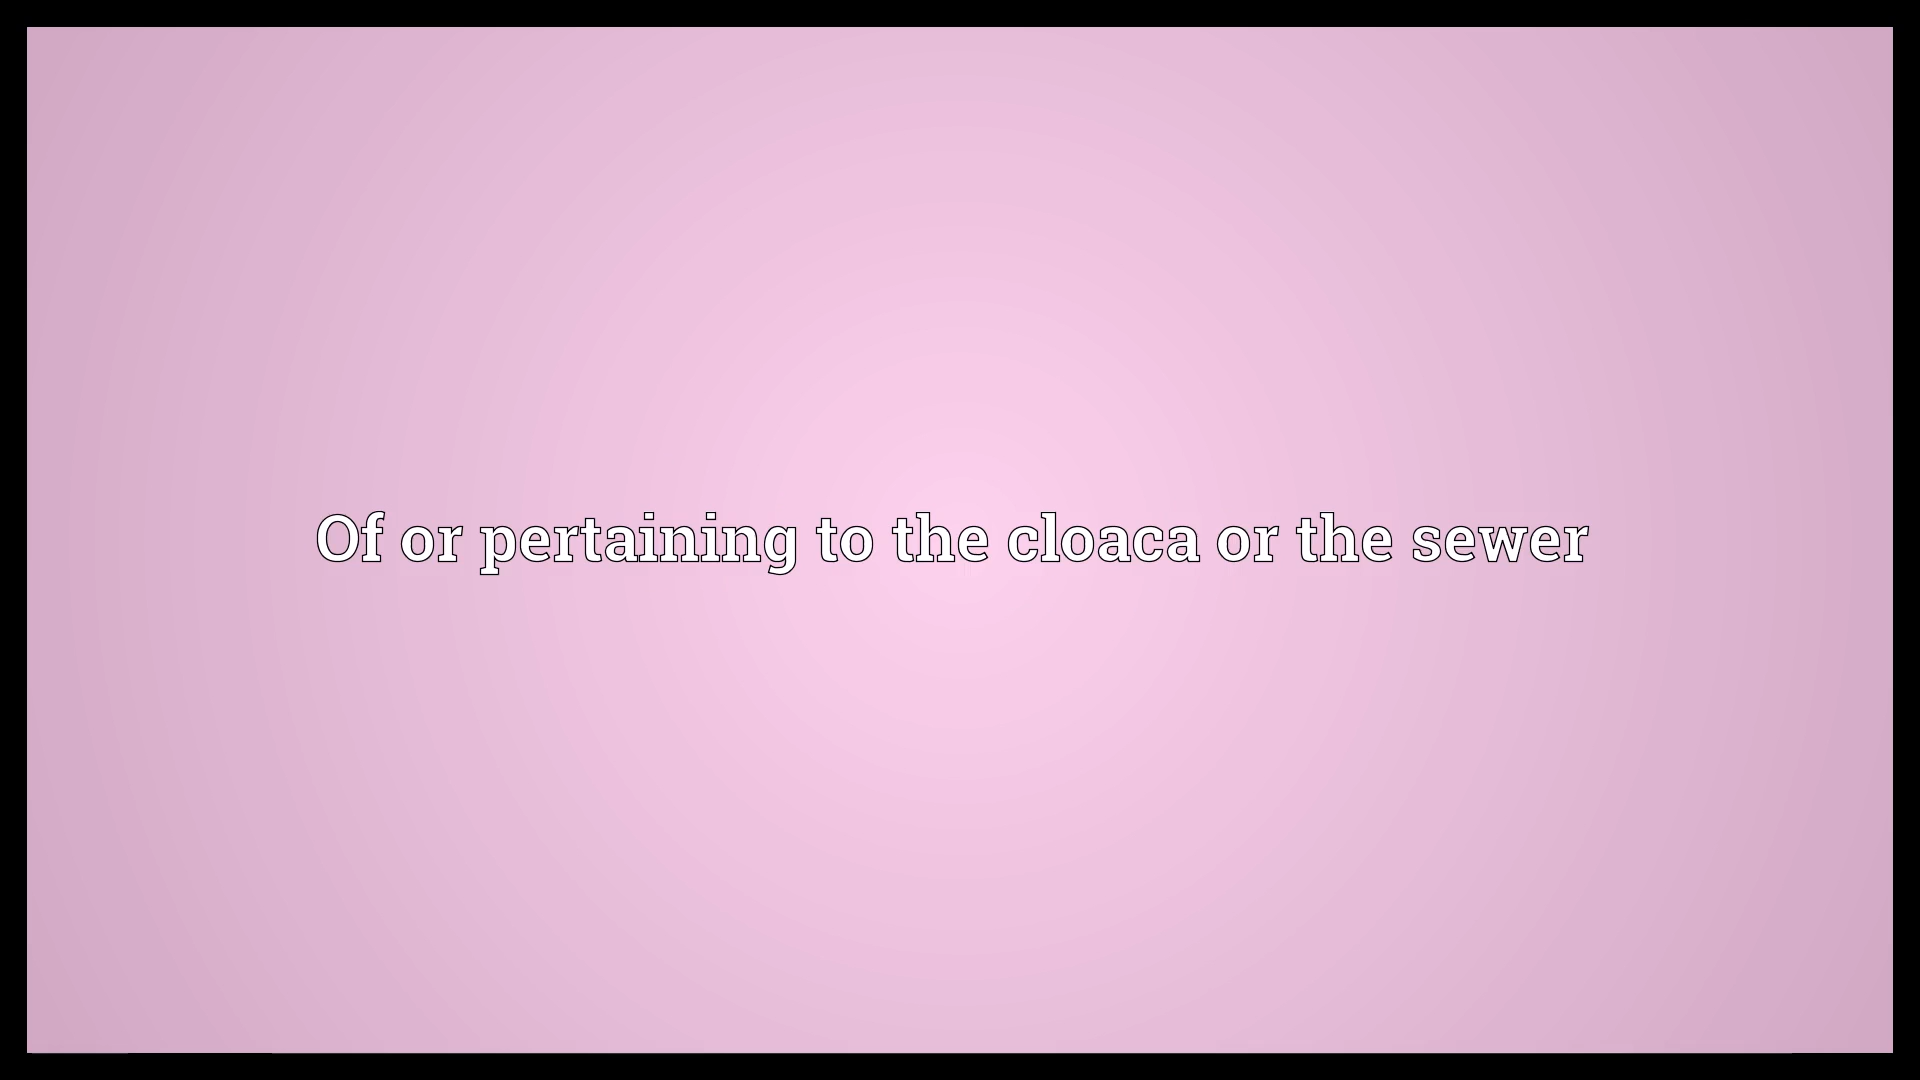 Of or pertaining to the cloaca or the sewer